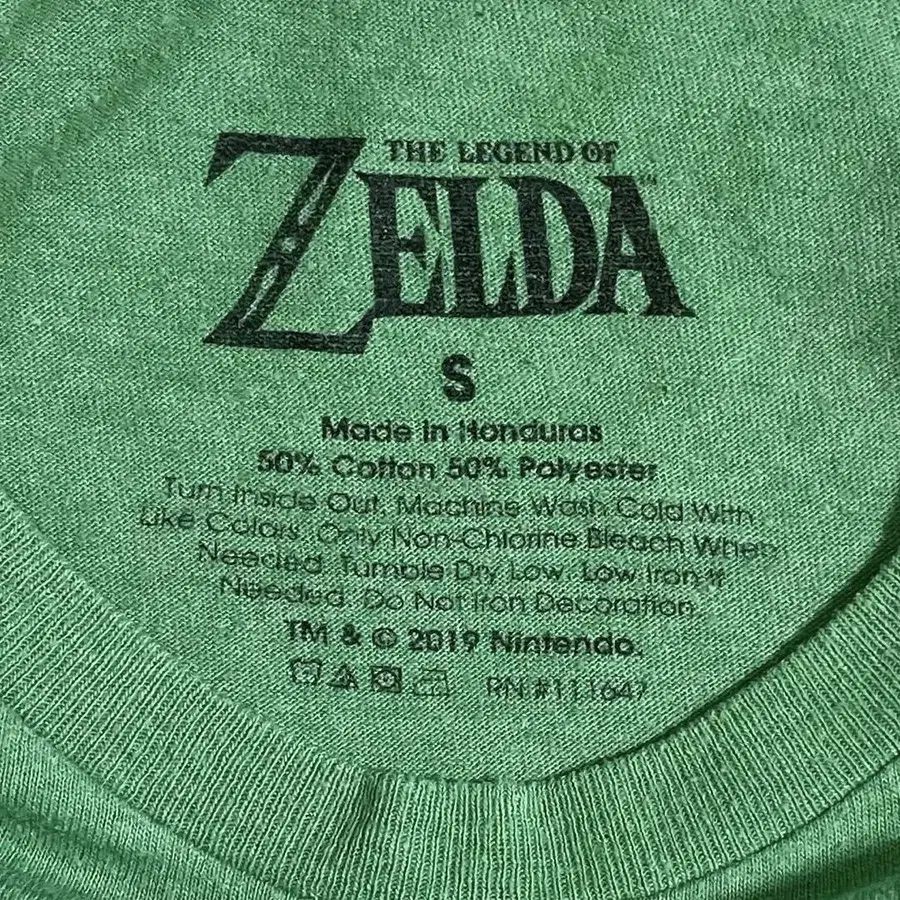 THE LEGEND OF
ZELDA™
S
Made in Honduras
50% Cotton 50% Polyester
Turn Inside Out. Machine Wash Cold With
Like Colors. Only Non-Chlorine Bleach When
Needed. Tumble Dry Low. Low Iron If
Needed. Do Not Iron Decoration.
TM & © 2019 Nintendo.
RN #111647